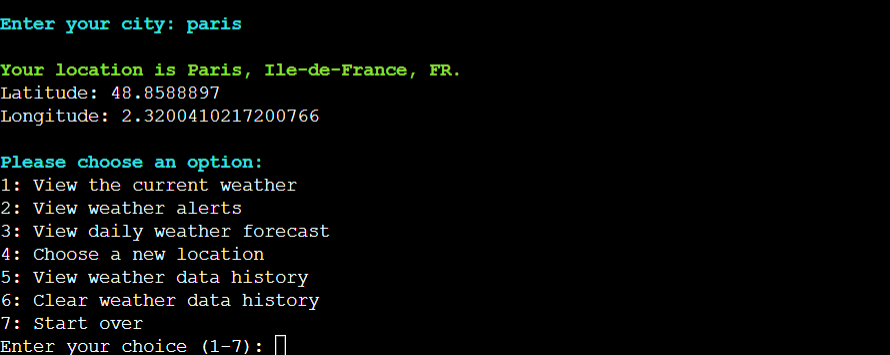 Enter your city: paris
Your location is Paris, Ile-de-France, FR.
Latitude: 48.8588897
Longitude: 2.3200410217200766
Please choose an option:
1: View the current weather
2: View weather alerts
3: View daily weather forecast
4: Choose a new location
5: View weather data history
6: Clear weather data history
7: Start over
Enter your choice (1-7):